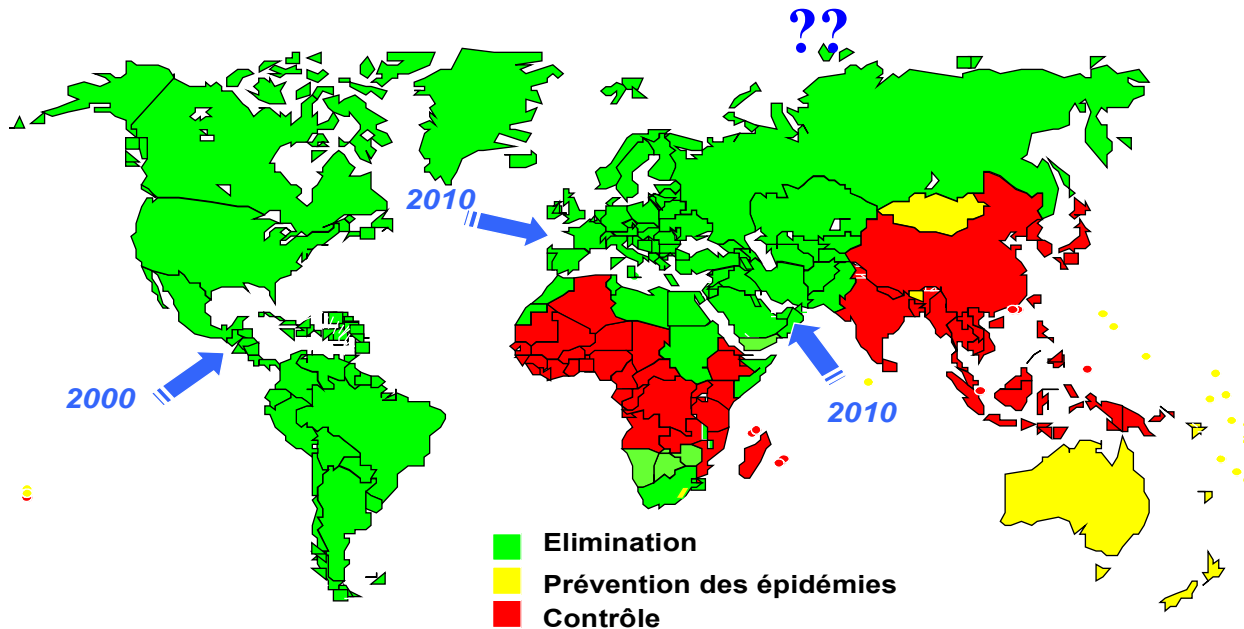 ??
2010
2000
2010
Elimination
Prévention des épidémies
Contrôle